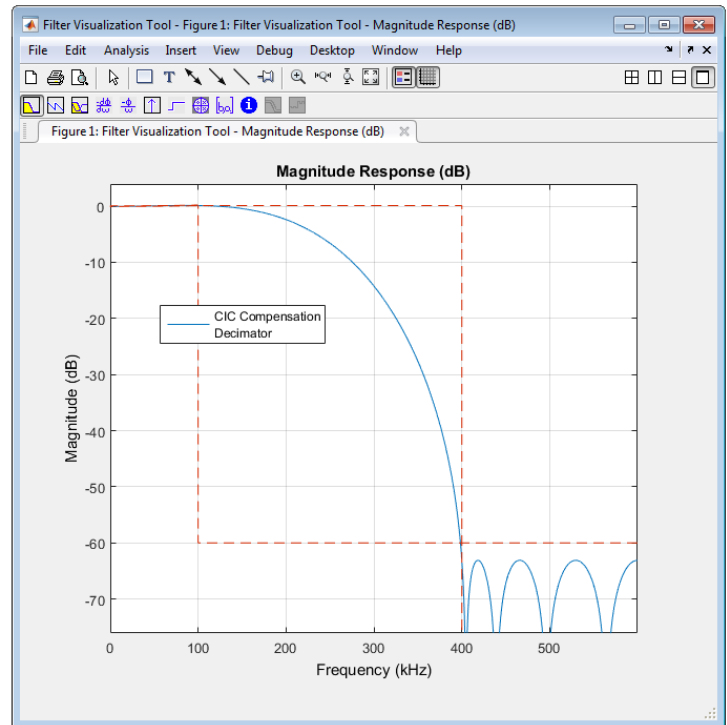 Filter Visualization Tool - Figure 1: Filter Visualization Tool - Magnitude Response (dB)
File Edit Analysis Insert View Debug Desktop Window Help
Figure 1: Filter Visualization Tool - Magnitude Response (dB)
Magnitude Response (dB)
0
-10
-20
-30
-40
-50
-60
-70
Magnitude (dB)
CIC Compensation
Decimator
0 100 200 300 400 500
Frequency (kHz)